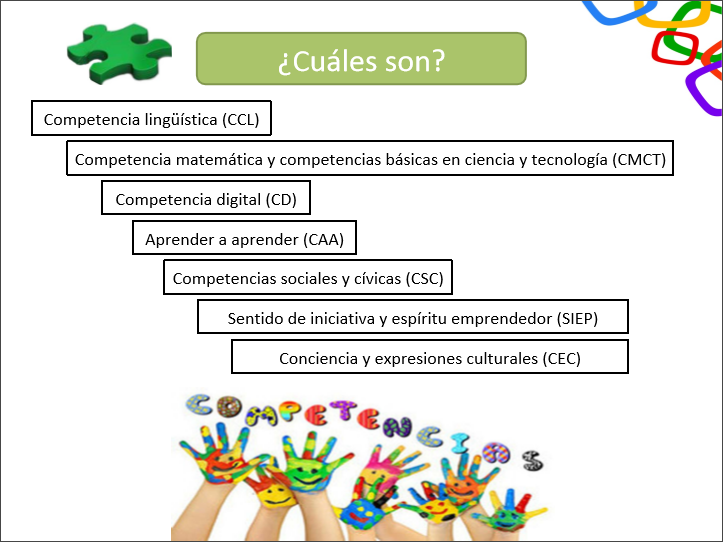 ¿Cuáles son?
Competencia lingüística (CCL)
Competencia matemática y competencias básicas en ciencia y tecnología (CMCT)
Competencia digital (CD)
Aprender a aprender (CAA)
Competencias sociales y cívicas (CSC)
Sentido de iniciativa y espíritu emprendedor (SIEP)
Conciencia y expresiones culturales (CEC)
COMPETENCIAS